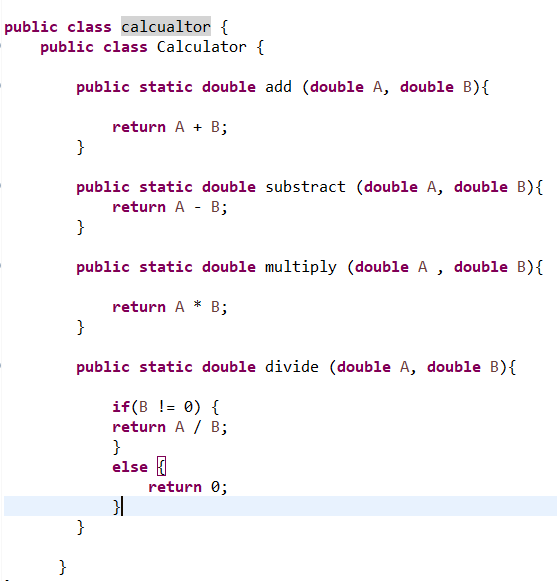 public class calcualtor {
public class Calculator {
public static double add (double A, double B){
return A + B;
}
public static double substract (double A, double B){
return A - B;
}
public static double multiply (double A , double B){
return A * B;
}
public static double divide (double A, double B){
if(B != 0) {
return A / B;
}
else {
return 0;
}
}
}